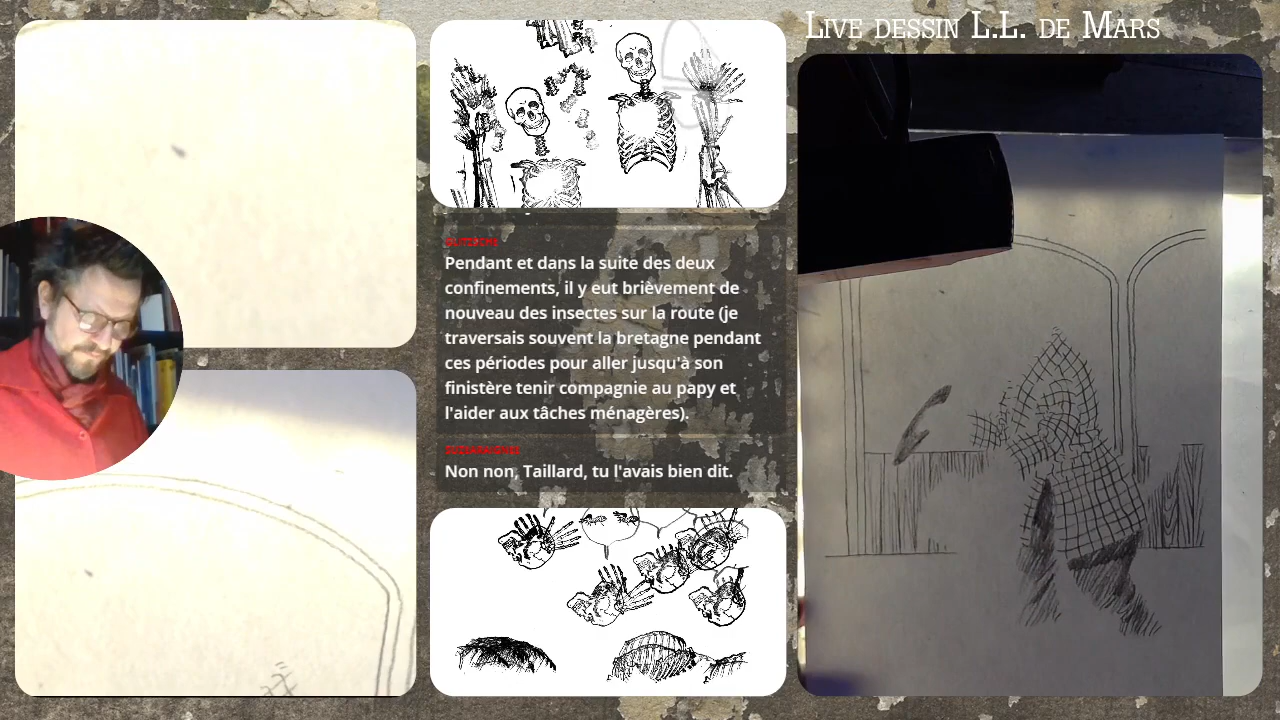 Live dessin L.L. de Mars
Pendant et dans la suite des deux
confinements, il y eut brièvement de
nouveau des insectes sur la route (je
traversais souvent la bretagne pendant
ces périodes pour aller jusqu'à son
finistère tenir compagnie au papy et
l'aider aux tâches ménagères).
Non non, Taillard, tu l'avais bien dit.